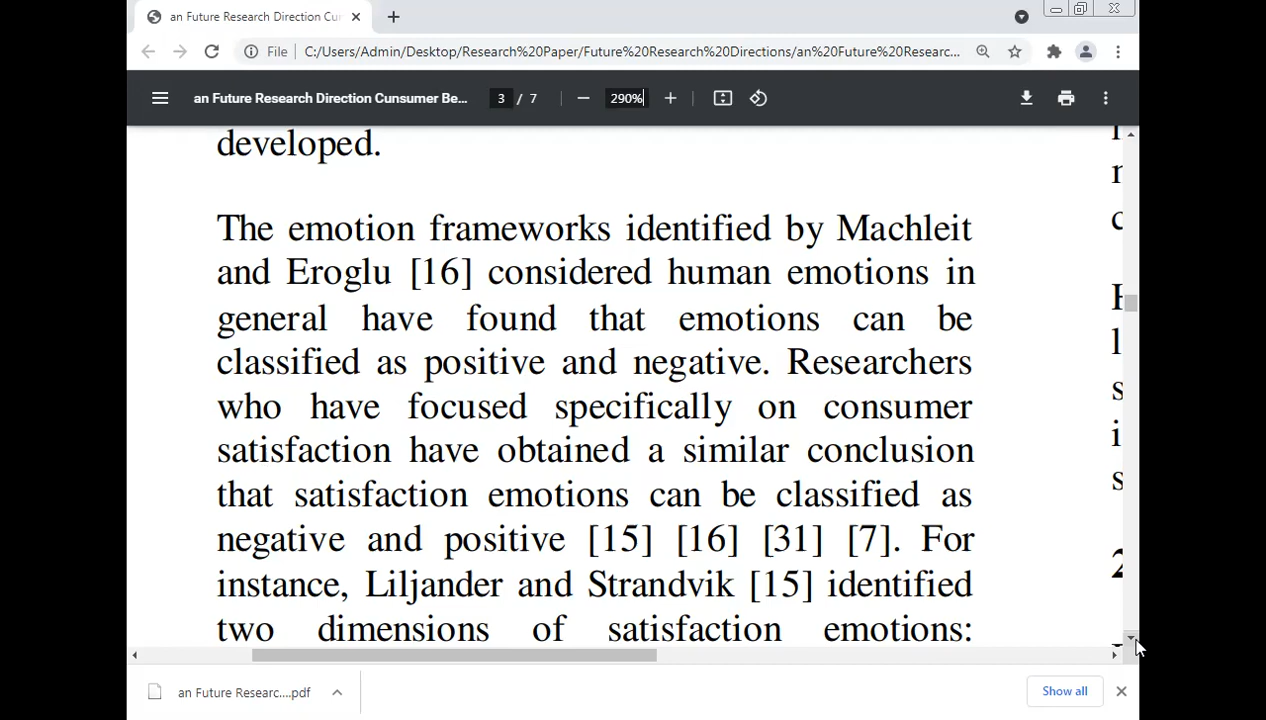 an Future Research Direction Cur
File C:/Users/Admin/Desktop/Research%20Paper/Future%20Research%20Directions/an%20Future%20Researc...
an Future Research Direction Cunsumer Be...
3 / 7
290%
developed.
The emotion frameworks identified by Machleit
and Eroglu [16] considered human emotions in
general have found that emotions can be
classified as positive and negative. Researchers
who have focused specifically on consumer
satisfaction have obtained a similar conclusion
that satisfaction emotions can be classified as
negative and positive [15] [16] [31] [7]. For
instance, Liljander and Strandvik [15] identified
two dimensions of satisfaction emotions:
an Future Researc....pdf
Show all